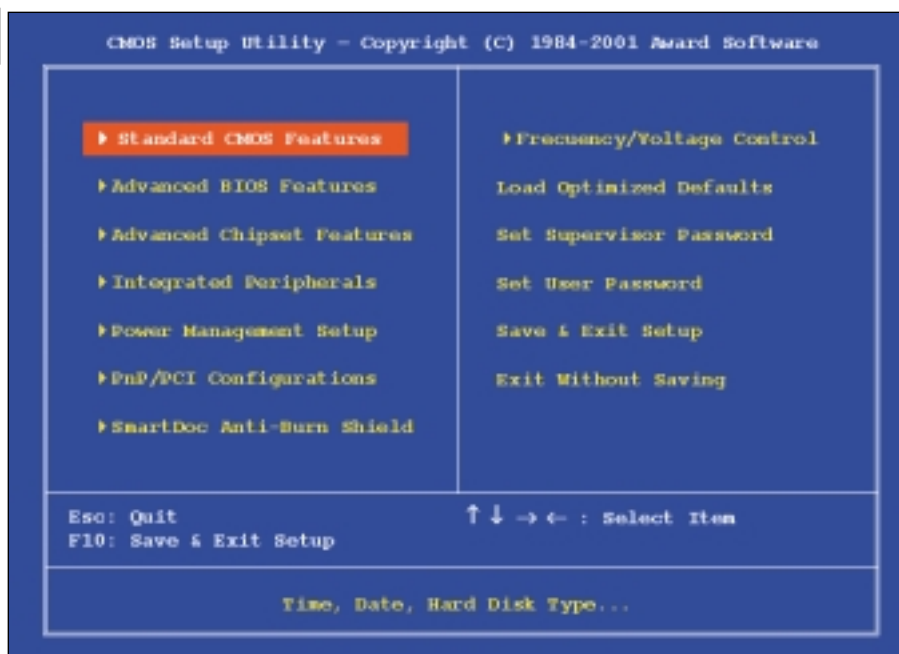 CMOS Setup Utility - Copyright (C) 1984-2001 Award Software
Standard CMOS Features
Advanced BIOS Features
Advanced Chipset Features
Integrated Peripherals
Power Management Setup
PnP/PCI Configurations
SmartDoc Anti-Burn Shield
Frecuency/Voltage Control
Load Optimized Defaults
Set Supervisor Password
Set User Password
Save & Exit Setup
Exit Without Saving
Esc: Quit
F10: Save & Exit Setup
↑ ↓ → ← : Select Item
Time, Date, Hard Disk Type...